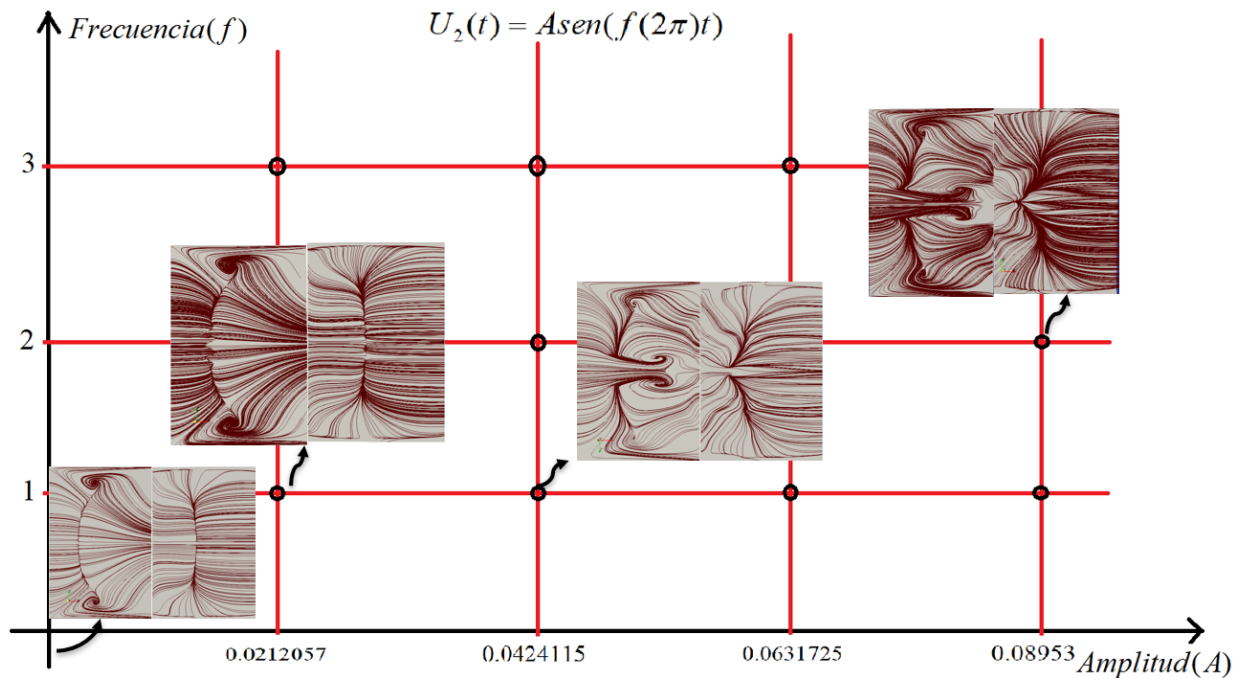 Frecuencia(f)
U₂(t) = Asen(f(2π)t)
3
2
1
0.0212057
0.0424115
0.0631725
0.08953
Amplitud(A)